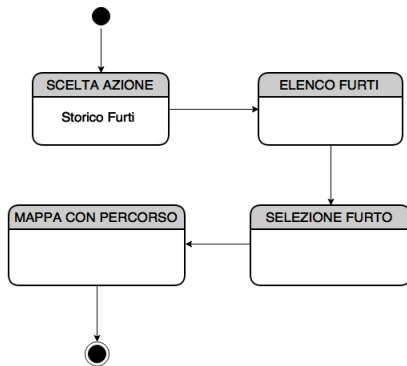 SCELTA AZIONE
Storico Furti
ELENCO FURTI
MAPPA CON PERCORSO
SELEZIONE FURTO